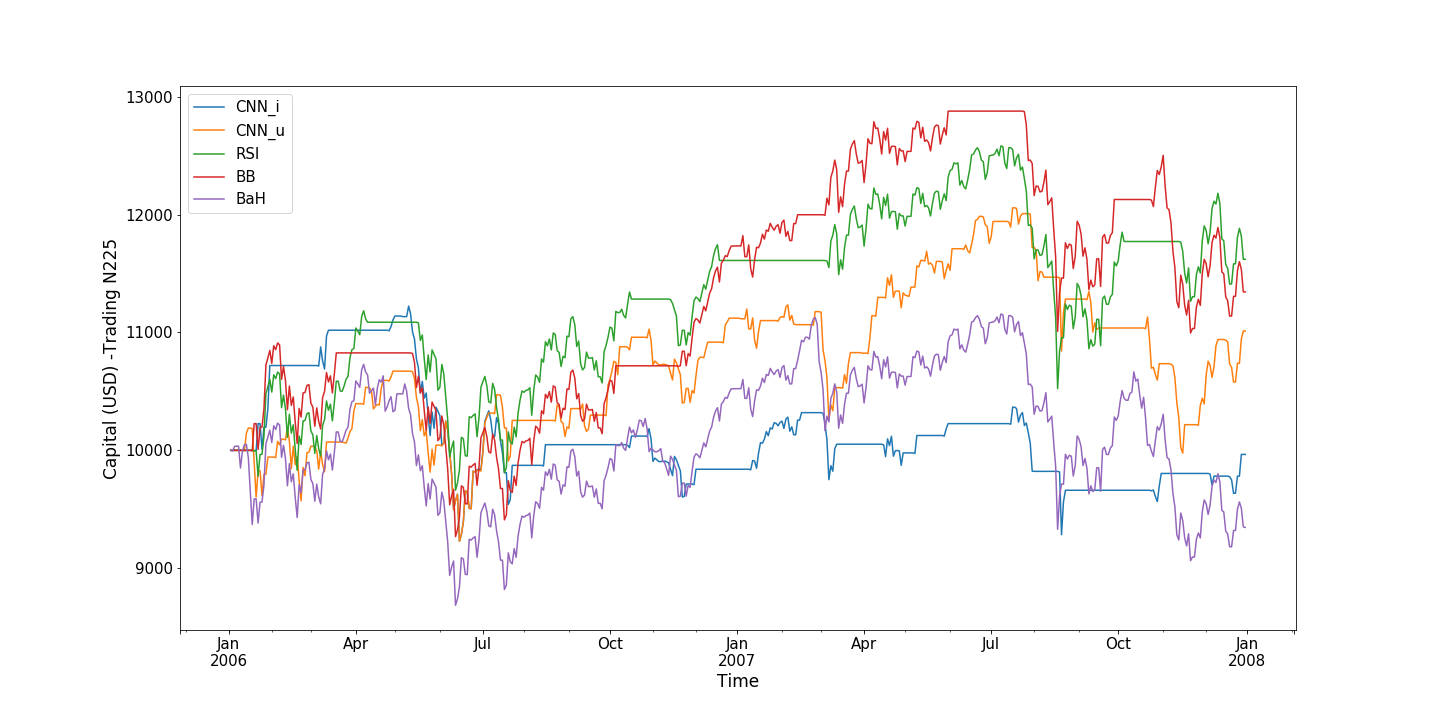 13000
12000
11000
10000
9000
Capital (USD) -Trading N225
CNN_i
CNN_u
RSI
BB
BaH
Jan Apr Jul Oct Jan Apr Jul Oct Jan
2006 2007 2008
Time